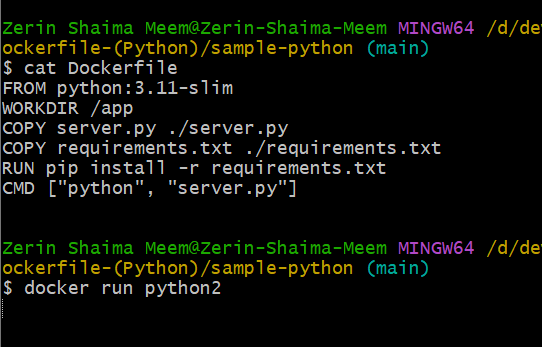 Zerin Shaima Meem@Zerin-Shaima-Meem MINGW64 /d/dev
ockerfile-(Python)/sample-python (main)
$ cat Dockerfile
FROM python:3.11-slim
WORKDIR /app
COPY server.py ./server.py
COPY requirements.txt ./requirements.txt
RUN pip install -r requirements.txt
CMD ["python", "server.py"]
Zerin Shaima Meem@Zerin-Shaima-Meem MINGW64 /d/dev
ockerfile-(Python)/sample-python (main)
$ docker run python2